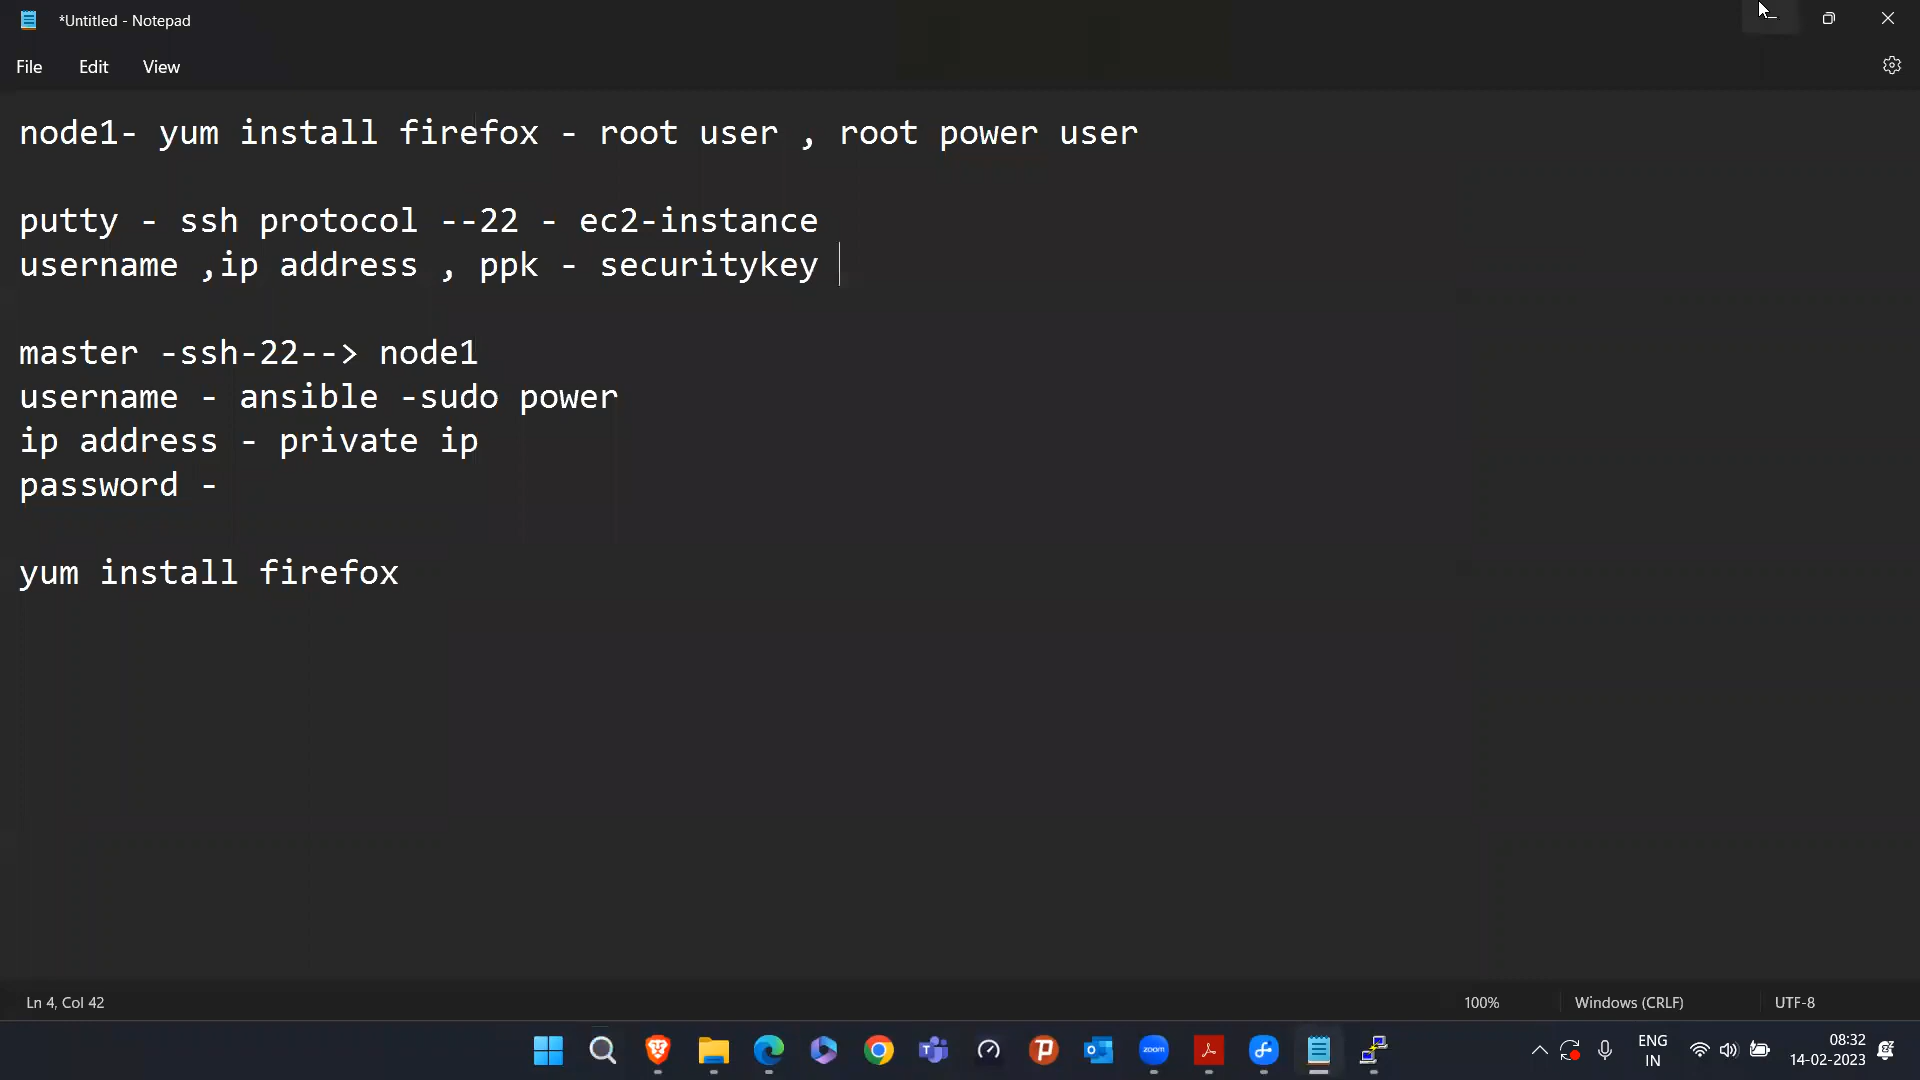 *Untitled - Notepad
File Edit View
node1- yum install firefox - root user , root power user
putty - ssh protocol --22 - ec2-instance
username ,ip address , ppk - securitykey
master -ssh-22--> node1
username - ansible -sudo power
ip address - private ip
password -
yum install firefox
Ln 4, Col 42 100% Windows (CRLF) UTF-8
zoom
ENG
IN
08:32
14-02-2023